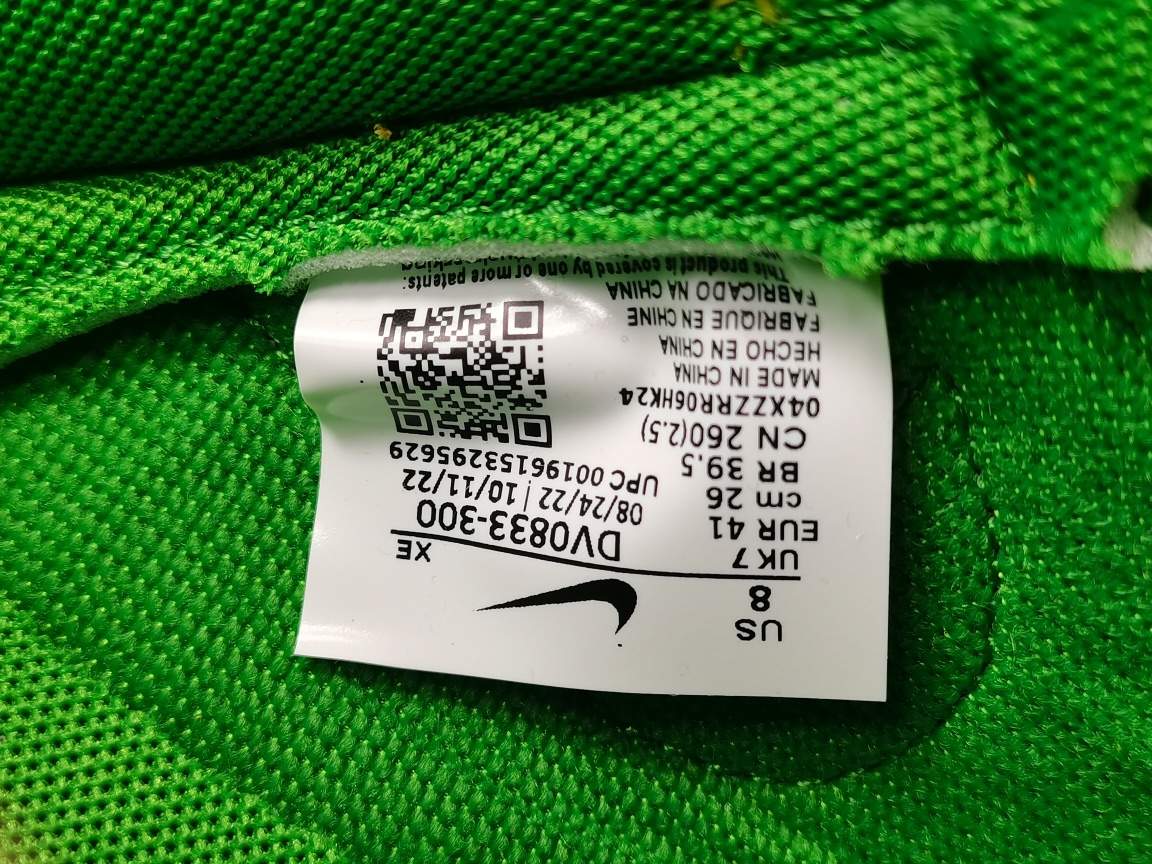 US
8
UK 7
EUR 41
cm 26
BR 39.5
CN 260(2.5)
04XZZRR06HK24
MADE IN CHINA
HECHO EN CHINA
FABRIQUE EN CHINE
FABRICADO NA CHINA
This product is covered by one or more patents:
XE
DV0833-300
08/24/22 | 10/11/22
UPC 00196153295629